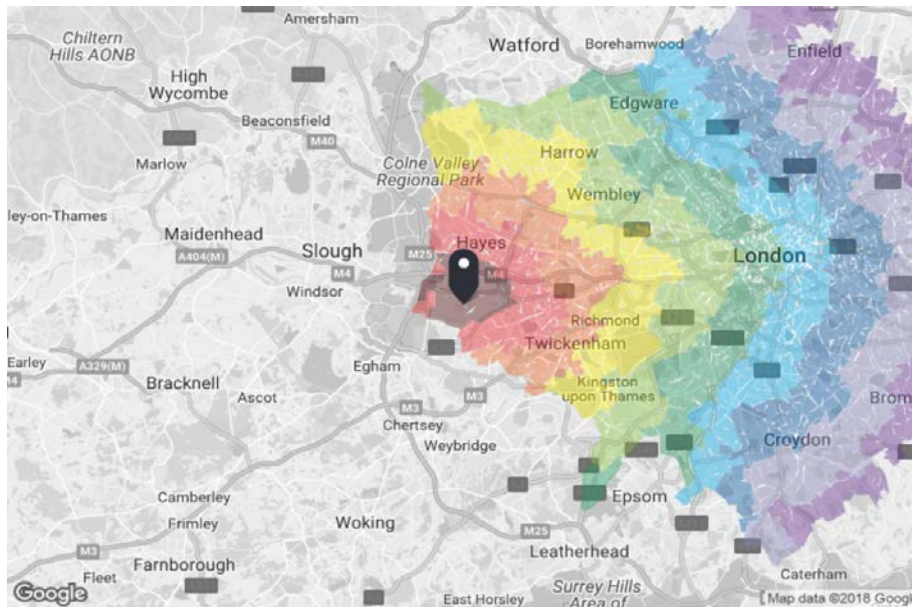 Amersham
Chiltern
Hills AONB
Watford
Borehamwood
Enfield
High
Wycombe
Edgware
Beaconsfield
M40
Harrow
Marlow
Colne Valley
Regional Park
Wembley
ley-on-Thames
Maidenhead
Hayes
Slough
M25
London
A404(M)
M4
M4
Windsor
Richmond
Twickenham
Earley
M4
A329(M)
Egham
Kingston
upon Thames
Bracknell
Ascot
M3
M3
Brom
Chertsey
Weybridge
Croydon
Camberley
Epsom
Frimley
Woking
M25
M3
Leatherhead
Farnborough
Fleet
Caterham
Surrey Hills
Area of
East Horsley
Google
Map data ©2018 Googl